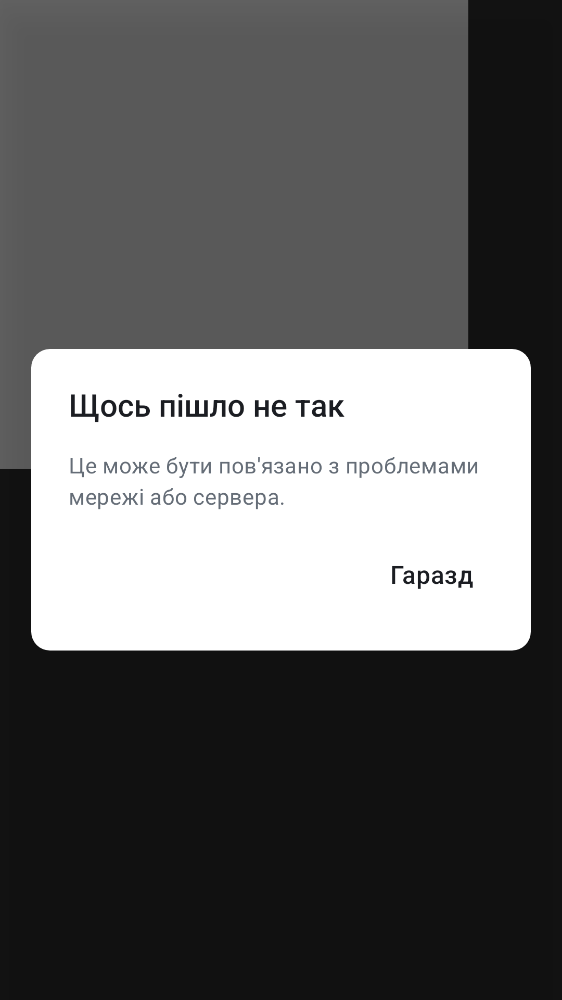 Щось пішло не так
Це може бути пов'язано з проблемами
мережі або сервера.
Гаразд